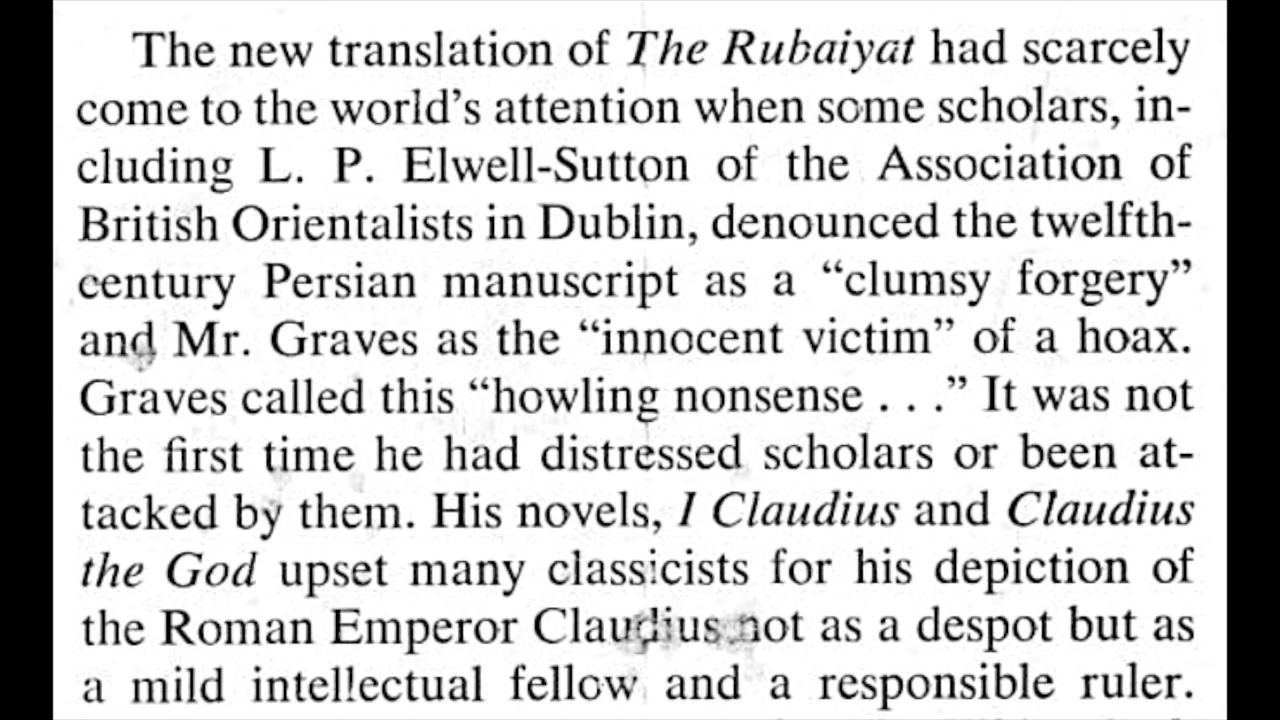 The new translation of The Rubaiyat had scarcely
come to the world's attention when some scholars, in-
cluding L. P. Elwell-Sutton of the Association of
British Orientalists in Dublin, denounced the twelfth-
century Persian manuscript as a “clumsy forgery”
and Mr. Graves as the “innocent victim” of a hoax.
Graves called this “howling nonsense . . .” It was not
the first time he had distressed scholars or been at-
tacked by them. His novels, I Claudius and Claudius
the God upset many classicists for his depiction of
the Roman Emperor Claudius not as a despot but as
a mild intellectual fellow and a responsible ruler.